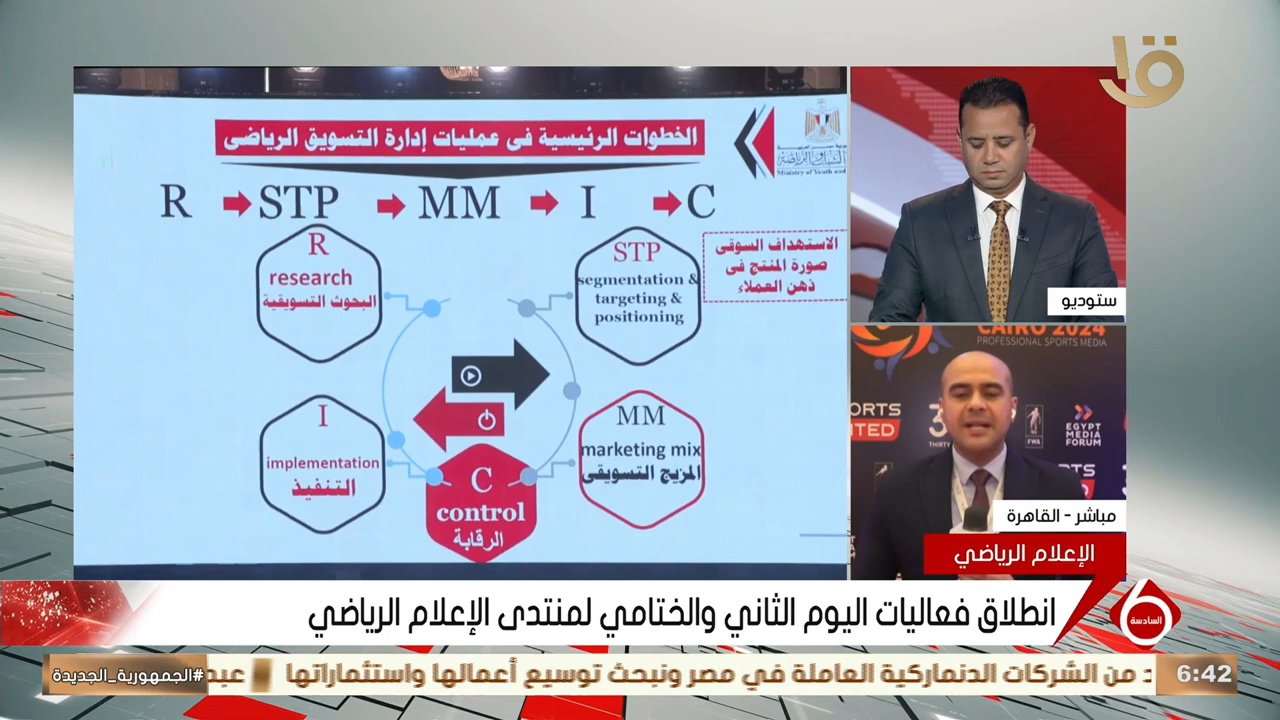 الخطوات الرئيسية فى عمليات إدارة التسويق الرياضى
Ministry of Youth and
R STP MM I C
R
research
البحوث التسويقية
STP
segmentation &
targeting &
positioning
الاستهداف السوقى
صورة المنتج فى
ذهن العملاء
I
implementation
التنفيذ
C
control
الرقابة
MM
marketing mix
المزيج التسويقى
ستوديو
CAIRO 2024
PROFESSIONAL SPORTS MEDIA
EGYPT
MEDIA
FORUM
FWA
مباشر - القاهرة
الإعلام الرياضي
السادسة
انطلاق فعاليات اليوم الثاني والختامي لمنتدى الإعلام الرياضي
6:42
د من الشركات الدنماركية العاملة في مصر ونبحث توسيع أعمالها واستثماراتها
#الجمهورية_الجديدة